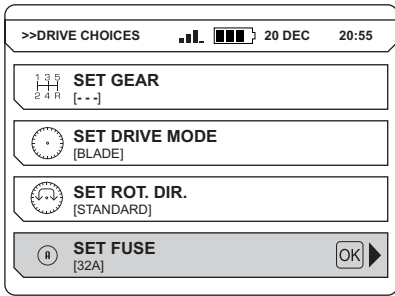 >>DRIVE CHOICES 20 DEC 20:55
1 3 5
2 4 R
SET GEAR
[- - -]
SET DRIVE MODE
[BLADE]
SET ROT. DIR.
[STANDARD]
A
SET FUSE
[32A]
OK